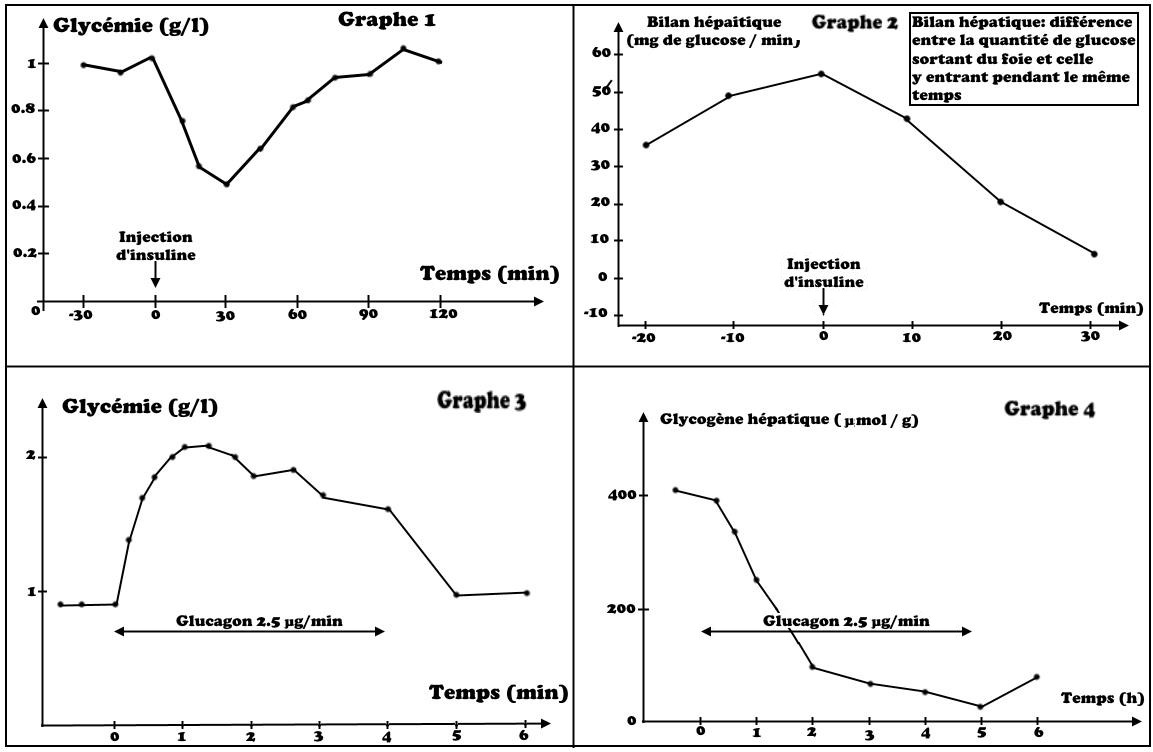 Glycémie (g/l)
Graphe 1
1
0.8
0.6
0.4
0.2
0
Injection
d'insuline
Temps (min)
-30 0 30 60 90 120
Bilan hépaïtique
(mg de glucose / min,
Graphe 2
Bilan hépatique: différence
entre la quantité de glucose
sortant du foie et celle
y entrant pendant le même
temps
60
50
40
30
20
10
0
-10
Injection
d'insuline
Temps (min)
-20 -10 0 10 20 30
Glycémie (g/l)
Graphe 3
2
1
Glucagon 2.5 µg/min
Temps (min)
0 1 2 3 4 5 6
Glycogène hépatique ( µmol / g)
Graphe 4
400
200
0
Glucagon 2.5 µg/min
Temps (h)
0 1 2 3 4 5 6